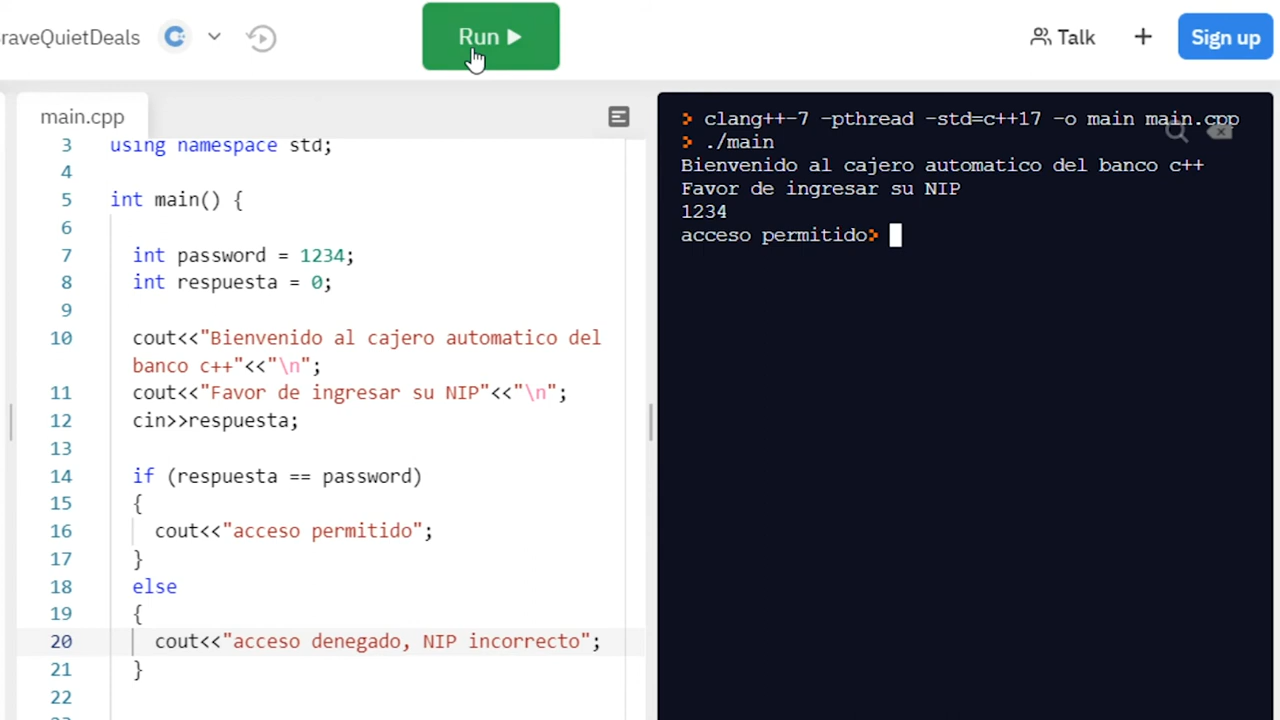 raveQuietDeals
Run
Talk
Sign up
main.cpp
3 using namespace std;
4
5 int main() {
6
7 int password = 1234;
8 int respuesta = 0;
9
10 cout<<"Bienvenido al cajero automatico del
banco c++"<<"\n";
11 cout<<"Favor de ingresar su NIP"<<"\n";
12 cin>>respuesta;
13
14 if (respuesta == password)
15 {
16 cout<<"acceso permitido";
17 }
18 else
19 {
20 cout<<"acceso denegado, NIP incorrecto";
21 }
22
> clang++-7 -pthread -std=c++17 -o main main.cpp
> ./main
Bienvenido al cajero automatico del banco c++
Favor de ingresar su NIP
1234
acceso permitido>